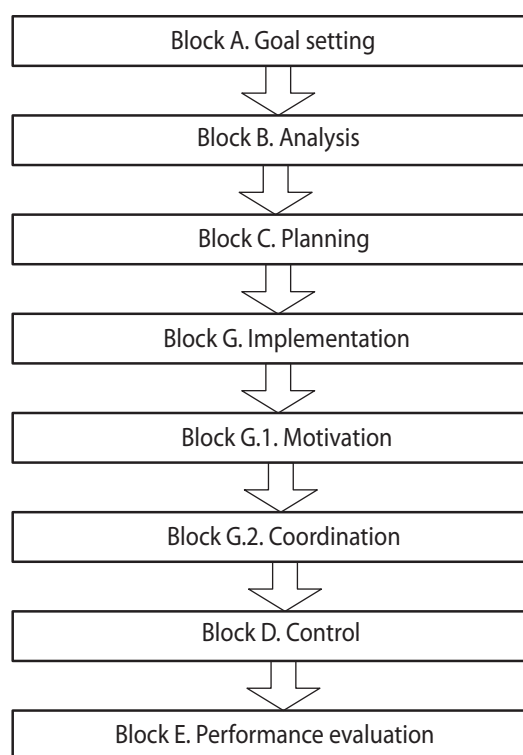 Block A. Goal setting
Block B. Analysis
Block C. Planning
Block G. Implementation
Block G.1. Motivation
Block G.2. Coordination
Block D. Control
Block E. Performance evaluation